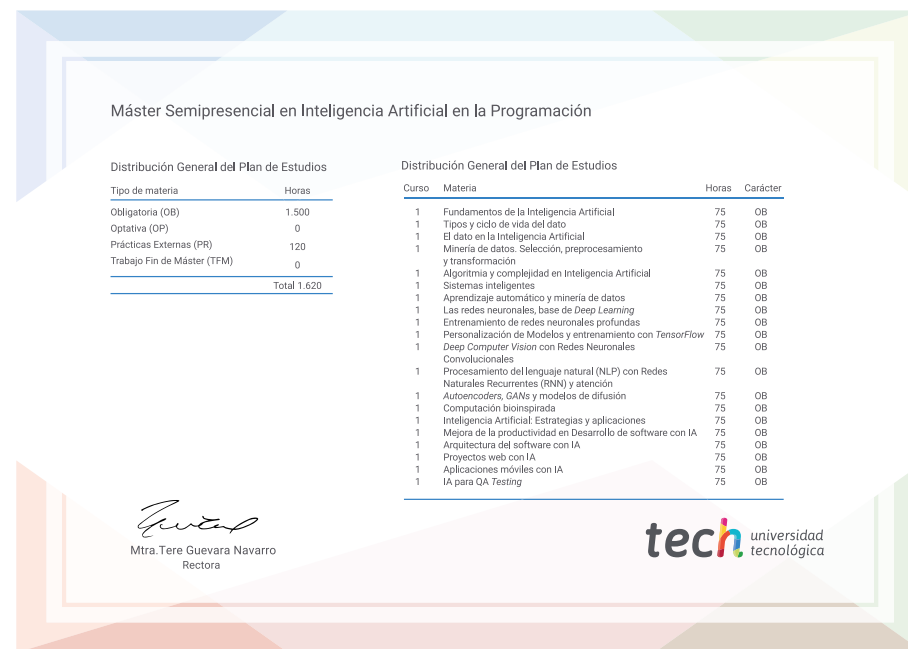 Máster Semipresencial en Inteligencia Artificial en la Programación
Distribución General del Plan de Estudios
Tipo de materia Horas
Obligatoria (OB) 1.500
Optativa (OP) 0
Prácticas Externas (PR) 120
Trabajo Fin de Máster (TFM) 0
Total 1.620
Distribución General del Plan de Estudios
Curso Materia Horas Carácter
1 Fundamentos de la Inteligencia Artificial 75 OB
1 Tipos y ciclo de vida del dato 75 OB
1 El dato en la Inteligencia Artificial 75 OB
1 Minería de datos. Selección, preprocesamiento 75 OB
y transformación
1 Algoritmia y complejidad en Inteligencia Artificial 75 OB
1 Sistemas inteligentes 75 OB
1 Aprendizaje automático y minería de datos 75 OB
1 Las redes neuronales, base de Deep Learning 75 OB
1 Entrenamiento de redes neuronales profundas 75 OB
1 Personalización de Modelos y entrenamiento con TensorFlow 75 OB
1 Deep Computer Vision con Redes Neuronales 75 OB
Convolucionales
1 Procesamiento del lenguaje natural (NLP) con Redes 75 OB
Naturales Recurrentes (RNN) y atención
1 Autoencoders, GANs y modelos de difusión 75 OB
1 Computación bioinspirada 75 OB
1 Inteligencia Artificial: Estrategias y aplicaciones 75 OB
1 Mejora de la productividad en Desarrollo de software con IA 75 OB
1 Arquitectura del software con IA 75 OB
1 Proyectos web con IA 75 OB
1 Aplicaciones móviles con IA 75 OB
1 IA para QA Testing 75 OB
Mtra.Tere Guevara Navarro
Rectora
tech universidad
tecnológica